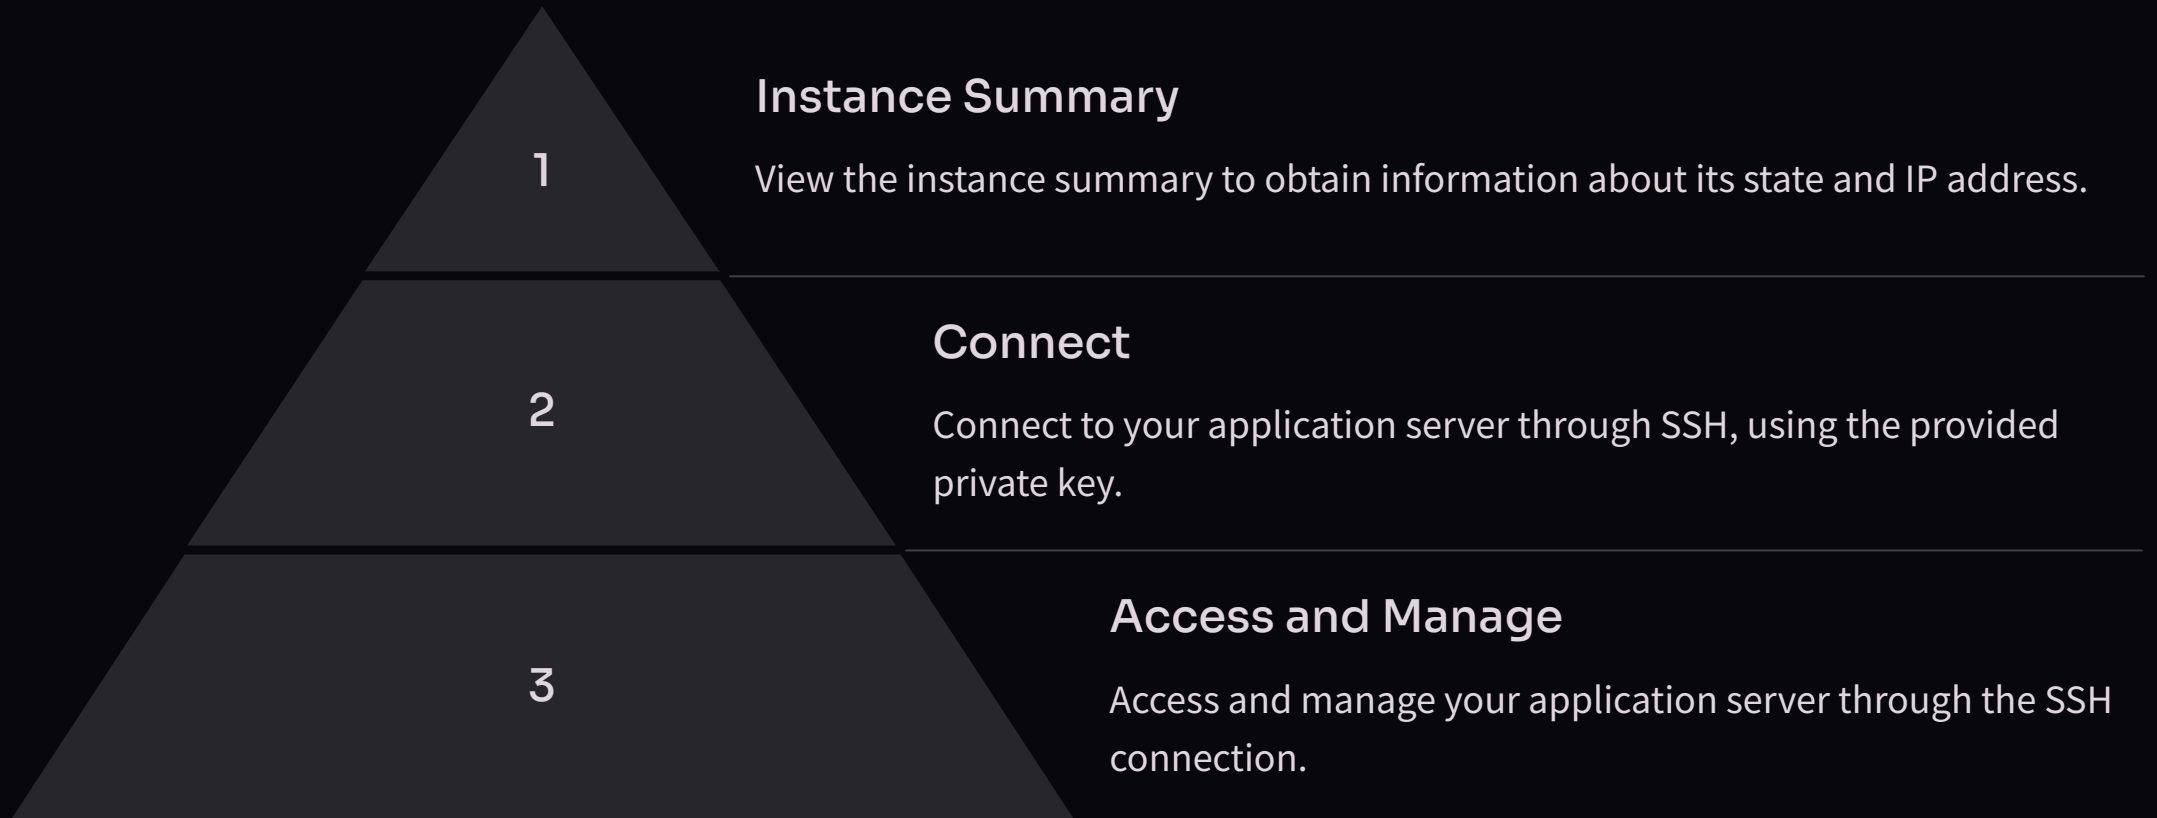 1
Instance Summary
View the instance summary to obtain information about its state and IP address.
2
Connect
Connect to your application server through SSH, using the provided
private key.
3
Access and Manage
Access and manage your application server through the SSH
connection.